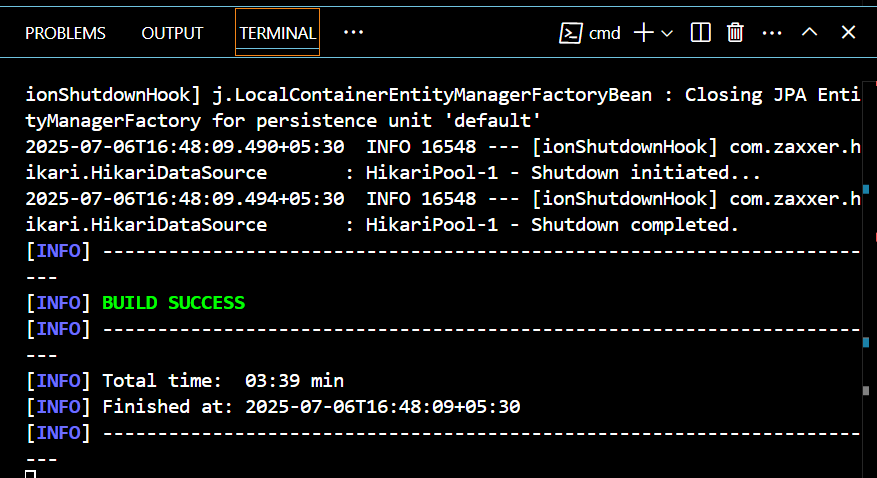 PROBLEMS OUTPUT TERMINAL ... cmd
ionShutdownHook] j.LocalContainerEntityManagerFactoryBean : Closing JPA Enti
tyManagerFactory for persistence unit 'default'
2025-07-06T16:48:09.490+05:30  INFO 16548 --- [ionShutdownHook] com.zaxxer.h
ikari.HikariDataSource       : HikariPool-1 - Shutdown initiated...
2025-07-06T16:48:09.494+05:30  INFO 16548 --- [ionShutdownHook] com.zaxxer.h
ikari.HikariDataSource       : HikariPool-1 - Shutdown completed.
[INFO] ---------------------------------------------------------------------
---
[INFO] BUILD SUCCESS
[INFO] ---------------------------------------------------------------------
---
[INFO] Total time:  03:39 min
[INFO] Finished at: 2025-07-06T16:48:09+05:30
[INFO] ---------------------------------------------------------------------
---